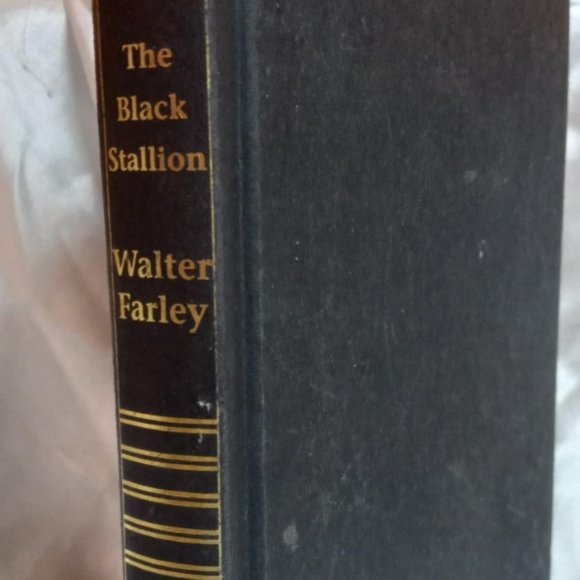 The
Black
Stallion
Walter
Farley